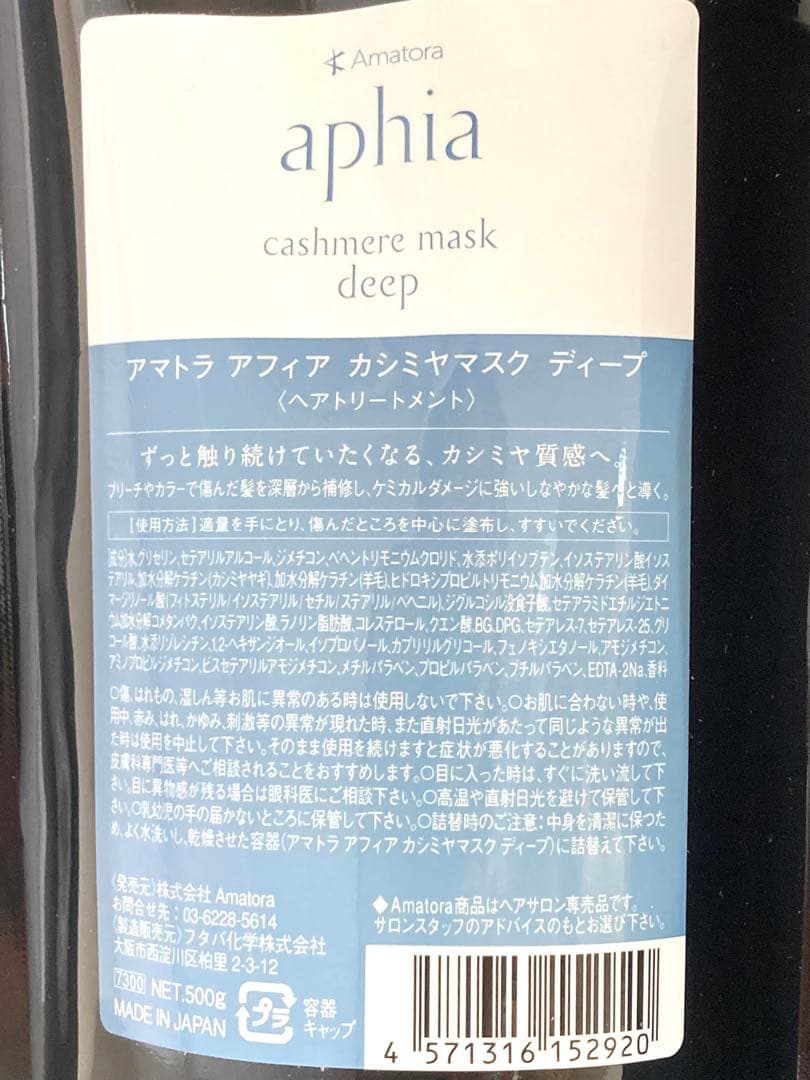 Amatora
aphia
cashmere mask
deep
アマトラ アフィア カシミヤマスク ディープ
〈ヘアトリートメント〉
ずっと触り続けていたくなる、カシミヤ質感へ。
ブリーチやカラーで傷んだ髪を深層から補修し、ケミカルダメージに強いしなやかな髪へと導く。
【使用方法】適量を手にとり、傷んだところを中心に塗布し、すすいでください。
[成分]水、グリセリン、セテアリルアルコール、ジメチコン、ベヘントリモニウムクロリド、水添ポリイソブテン、イソステアリン酸イソス
テアリル、加水分解ケラチン(カシミヤヤギ)、加水分解ケラチン(羊毛)、ヒドロキシプロピルトリモニウム加水分解ケラチン(羊毛)、ダイ
マージリノール酸(フィトステリル/イソステアリル/セチル/ステアリル/ベヘニル)、ジグルコシル没食子酸、セテアラミドエチルジエトニ
ウム加水分解コメタンパク、イソステアリン酸、ラノリン脂肪酸、コレステロール、クエン酸、BG、DPG、セテアレス-7、セテアレス-25、グリ
コール酸、水添リゾレシチン、1,2-ヘキサンジオール、イソプロパノール、カプリリルグリコール、フェノキシエタノール、アモジメチコン、
アミノプロピルジメチコン、ビスセテアリルアモジメチコン、メチルパラベン、プロピルパラベン、ブチルパラベン、EDTA-2Na、香料
○傷、はれもの、湿しん等お肌に異常のある時は使用しないで下さい。○お肌に合わない時や、使
用中、赤み、はれ、かゆみ、刺激等の異常が現れた時、また直射日光があたって同じような異常が出
た時は使用を中止して下さい。そのまま使用を続けますと症状が悪化することがありますので、
皮膚科専門医等へご相談されることをおすすめします。○目に入った時は、すぐに洗い流して下
さい。目に異物感が残る場合は眼科医にご相談下さい。○高温や直射日光を避けて保管して下
さい。○乳幼児の手の届かないところに保管して下さい。○詰替時のご注意:中身を清潔に保つた
め、よく水洗いし、乾燥させた容器(アマトラ アフィア カシミヤマスク ディープ)に詰替えて下さい。
〈発売元〉株式会社 Amatora
お問合せ先:03-6228-5614
〈製造販売元〉フタバ化学株式会社
大阪市西淀川区柏里 2-3-12
7300 NET.500g
MADE IN JAPAN
プラ
容器
キャップ
◆Amatora商品はヘアサロン専売品です。
サロンスタッフのアドバイスのもとお選び下さい。
4 571316 152920